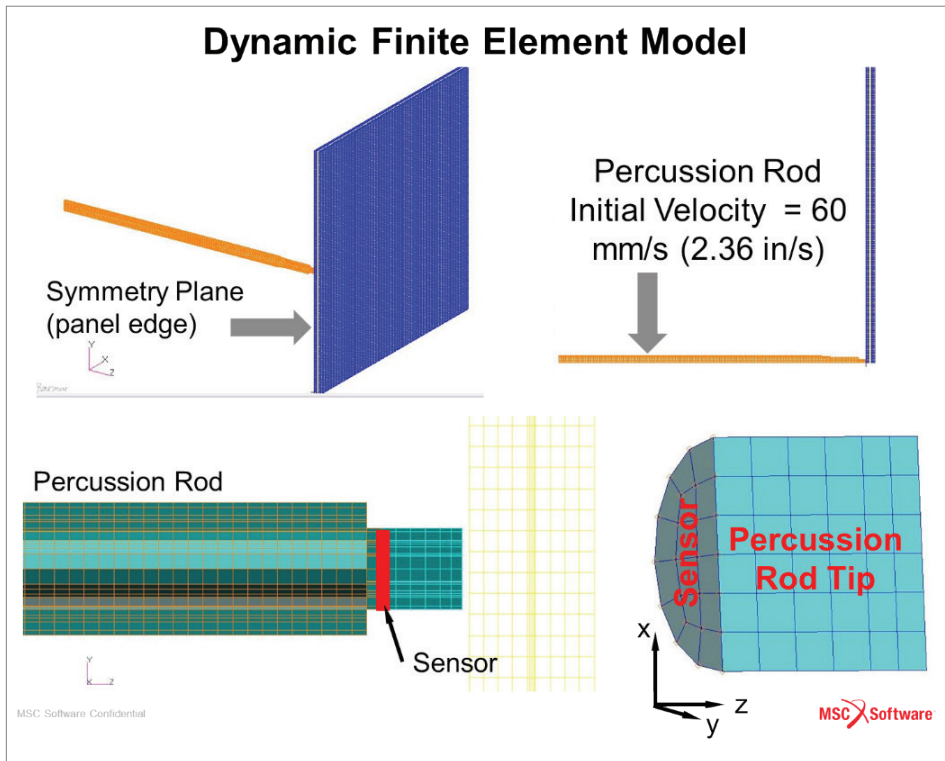 Dynamic Finite Element Model
Symmetry Plane
(panel edge)
Y
X
Z
Percussion Rod
Initial Velocity = 60
mm/s (2.36 in/s)
Percussion Rod
Sensor
Y
X
Z
Sensor
Percussion
Rod Tip
x
z
y
MSC Software Confidential
MSC Software